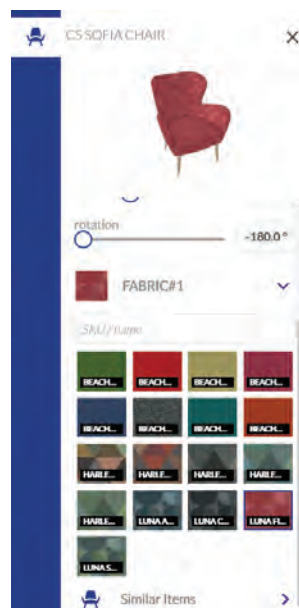 CS SOFIA CHAIR
rotation
-180.0°
FABRIC#1
SKU/name
BEACH... BEACH... BEACH... BEACH...
BEACH... BEACH... BEACH... BEACH...
HARLE... HARLE... HARLE... HARLE...
HARLE... LUNA A... LUNA C... LUNA FI...
LUNA S...
Similar Items